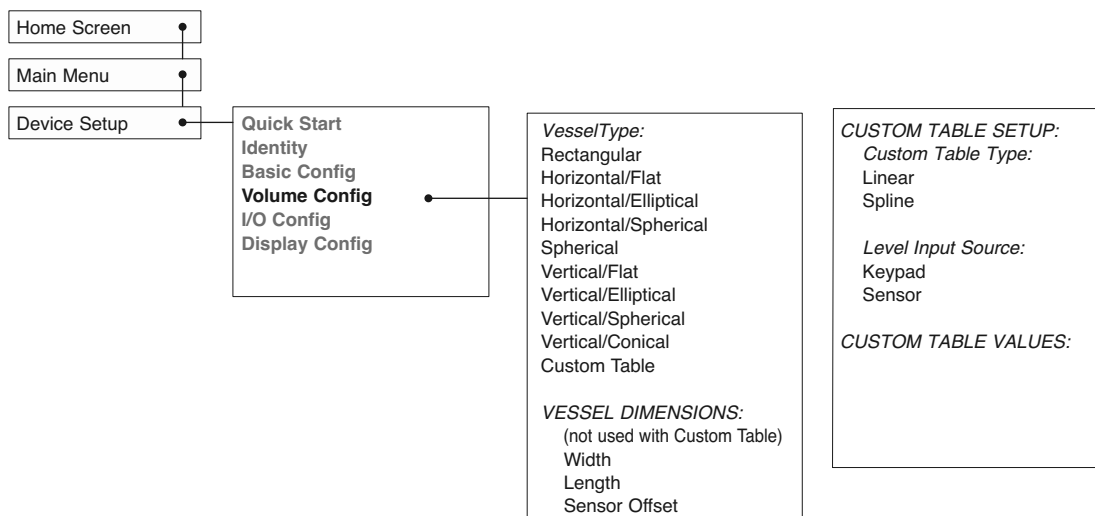 Home Screen
Main Menu
Device Setup
Quick Start
Identity
Basic Config
Volume Config
I/O Config
Display Config
VesselType:
Rectangular
Horizontal/Flat
Horizontal/Elliptical
Horizontal/Spherical
Spherical
Vertical/Flat
Vertical/Elliptical
Vertical/Spherical
Vertical/Conical
Custom Table
VESSEL DIMENSIONS:
(not used with Custom Table)
Width
Length
Sensor Offset
CUSTOM TABLE SETUP:
Custom Table Type:
Linear
Spline
Level Input Source:
Keypad
Sensor
CUSTOM TABLE VALUES: